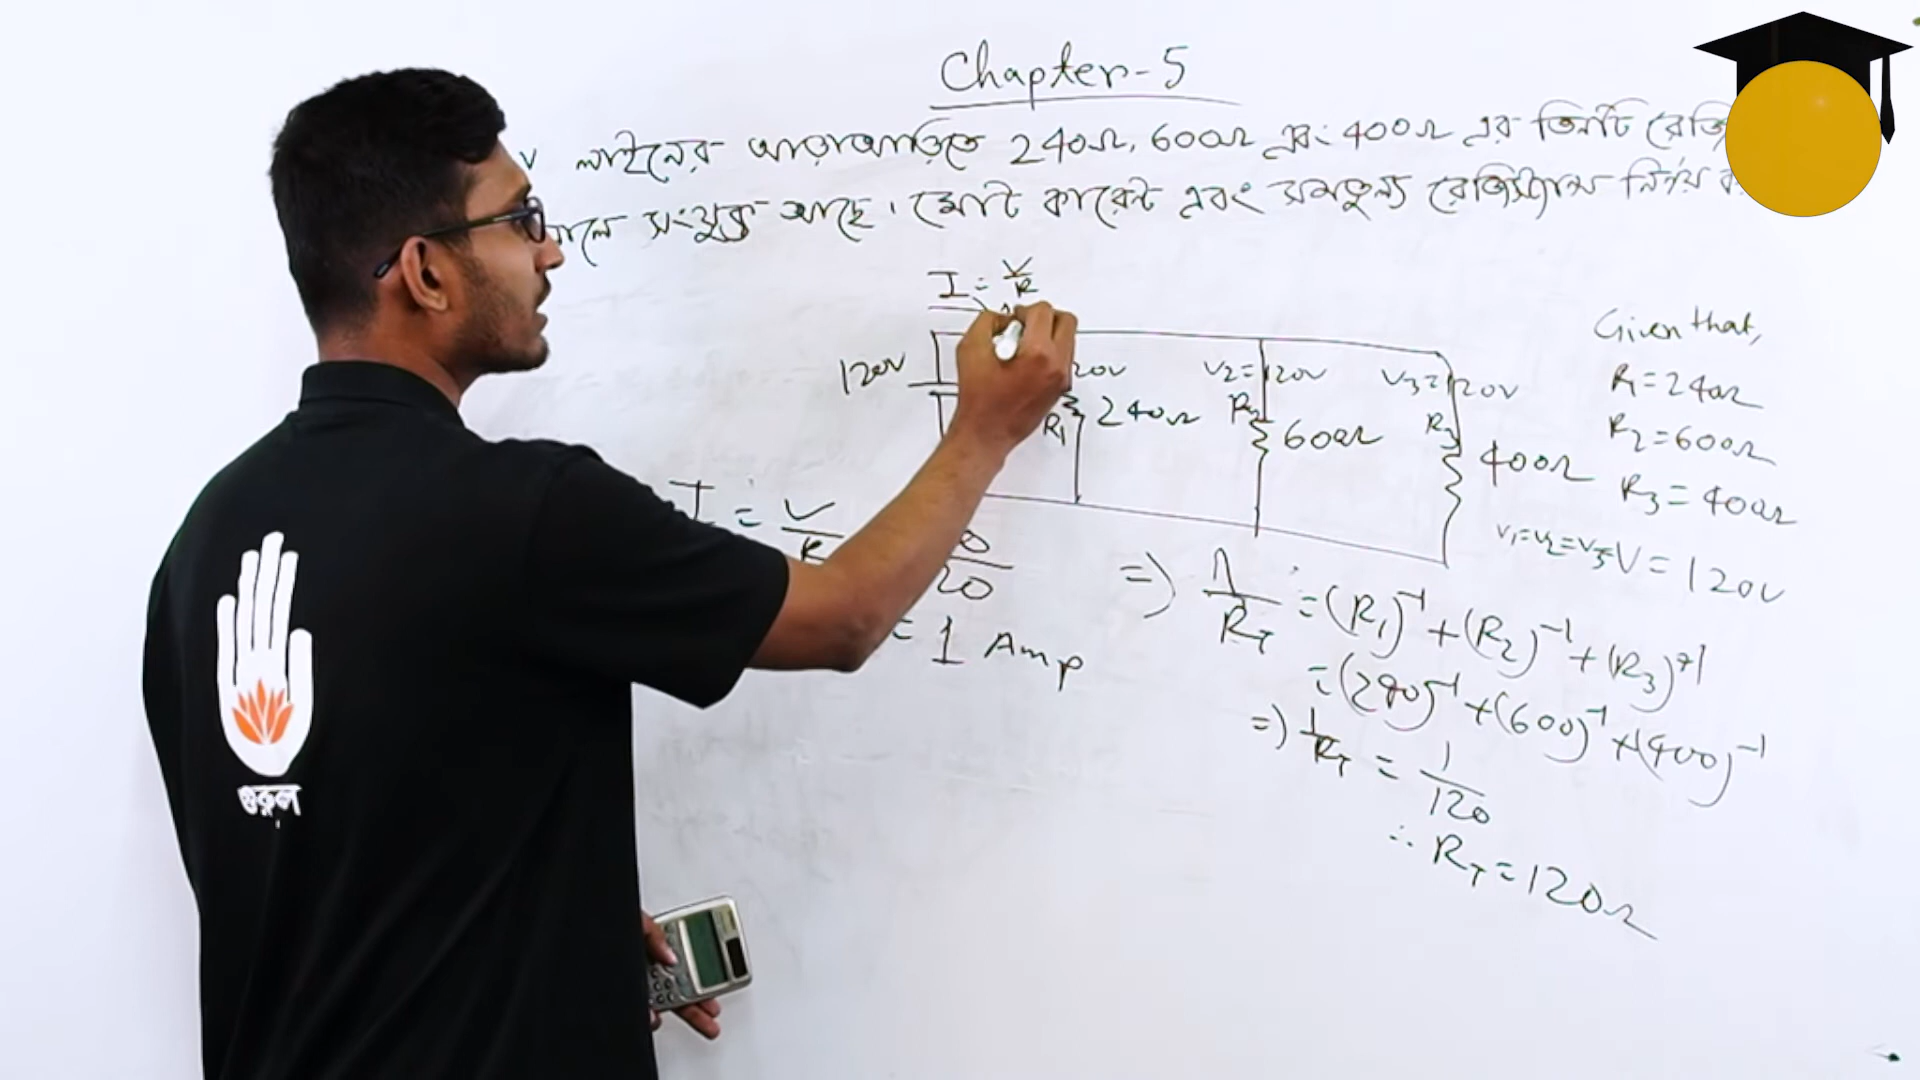 Chapter-5
V লাইনের আড়াআড়িতে 240Ω, 600Ω এবং 400Ω এর তিনটি রেজি
সংযুক্ত আছে। মোট কারেন্ট এবং সমতুল্য রেজিস্ট্যান্স নির্ণয় ক
I = V/R
120V
20V
V2=120V
V3=120V
R1
240Ω
R2
600Ω
R3
400Ω
Given that,
R1=240Ω
R2=600Ω
R3=400Ω
V1=V2=V3=V=120V
I = V/R
20
= 1 Amp
=) 1/RT = (R1)^-1 + (R2)^-1 + (R3)^-1
= (240)^-1 + (600)^-1 + (400)^-1
=) 1/RT = 1/120
∴ RT = 120Ω
গুরুকুল